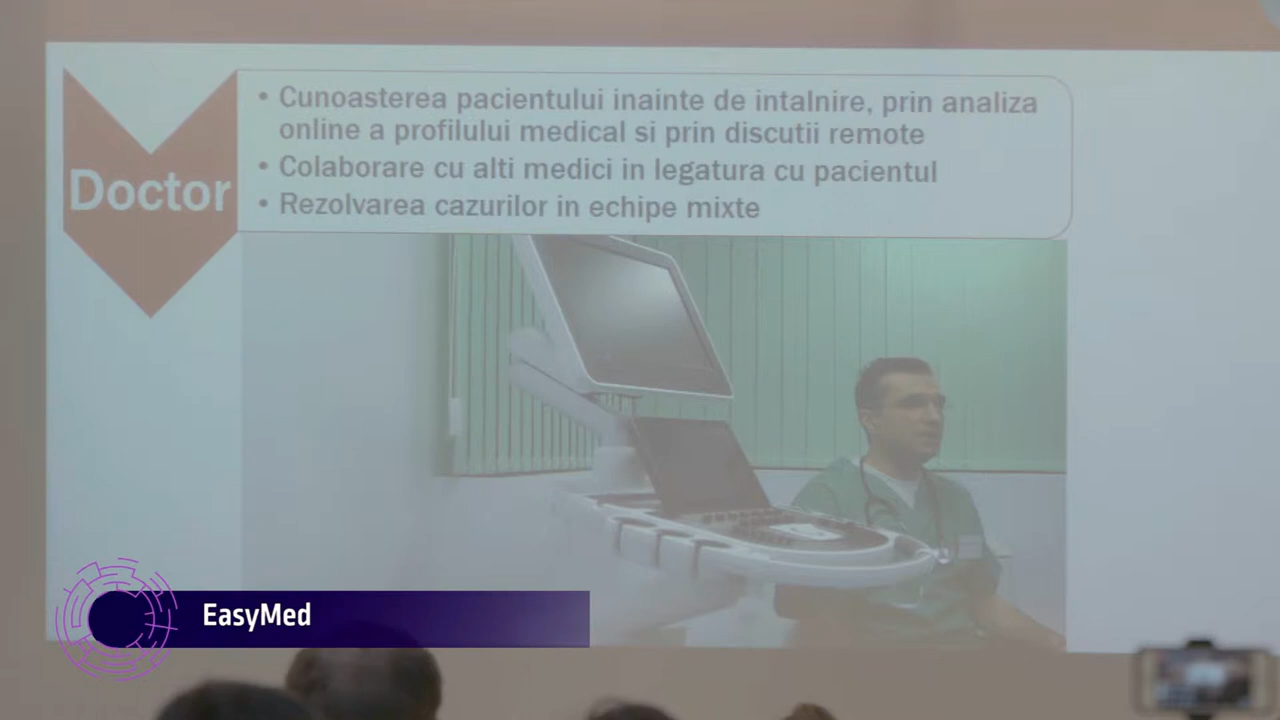 Doctor
• Cunoasterea pacientului inainte de intalnire, prin analiza
online a profilului medical si prin discutii remote
• Colaborare cu alti medici in legatura cu pacientul
• Rezolvarea cazurilor in echipe mixte
EasyMed